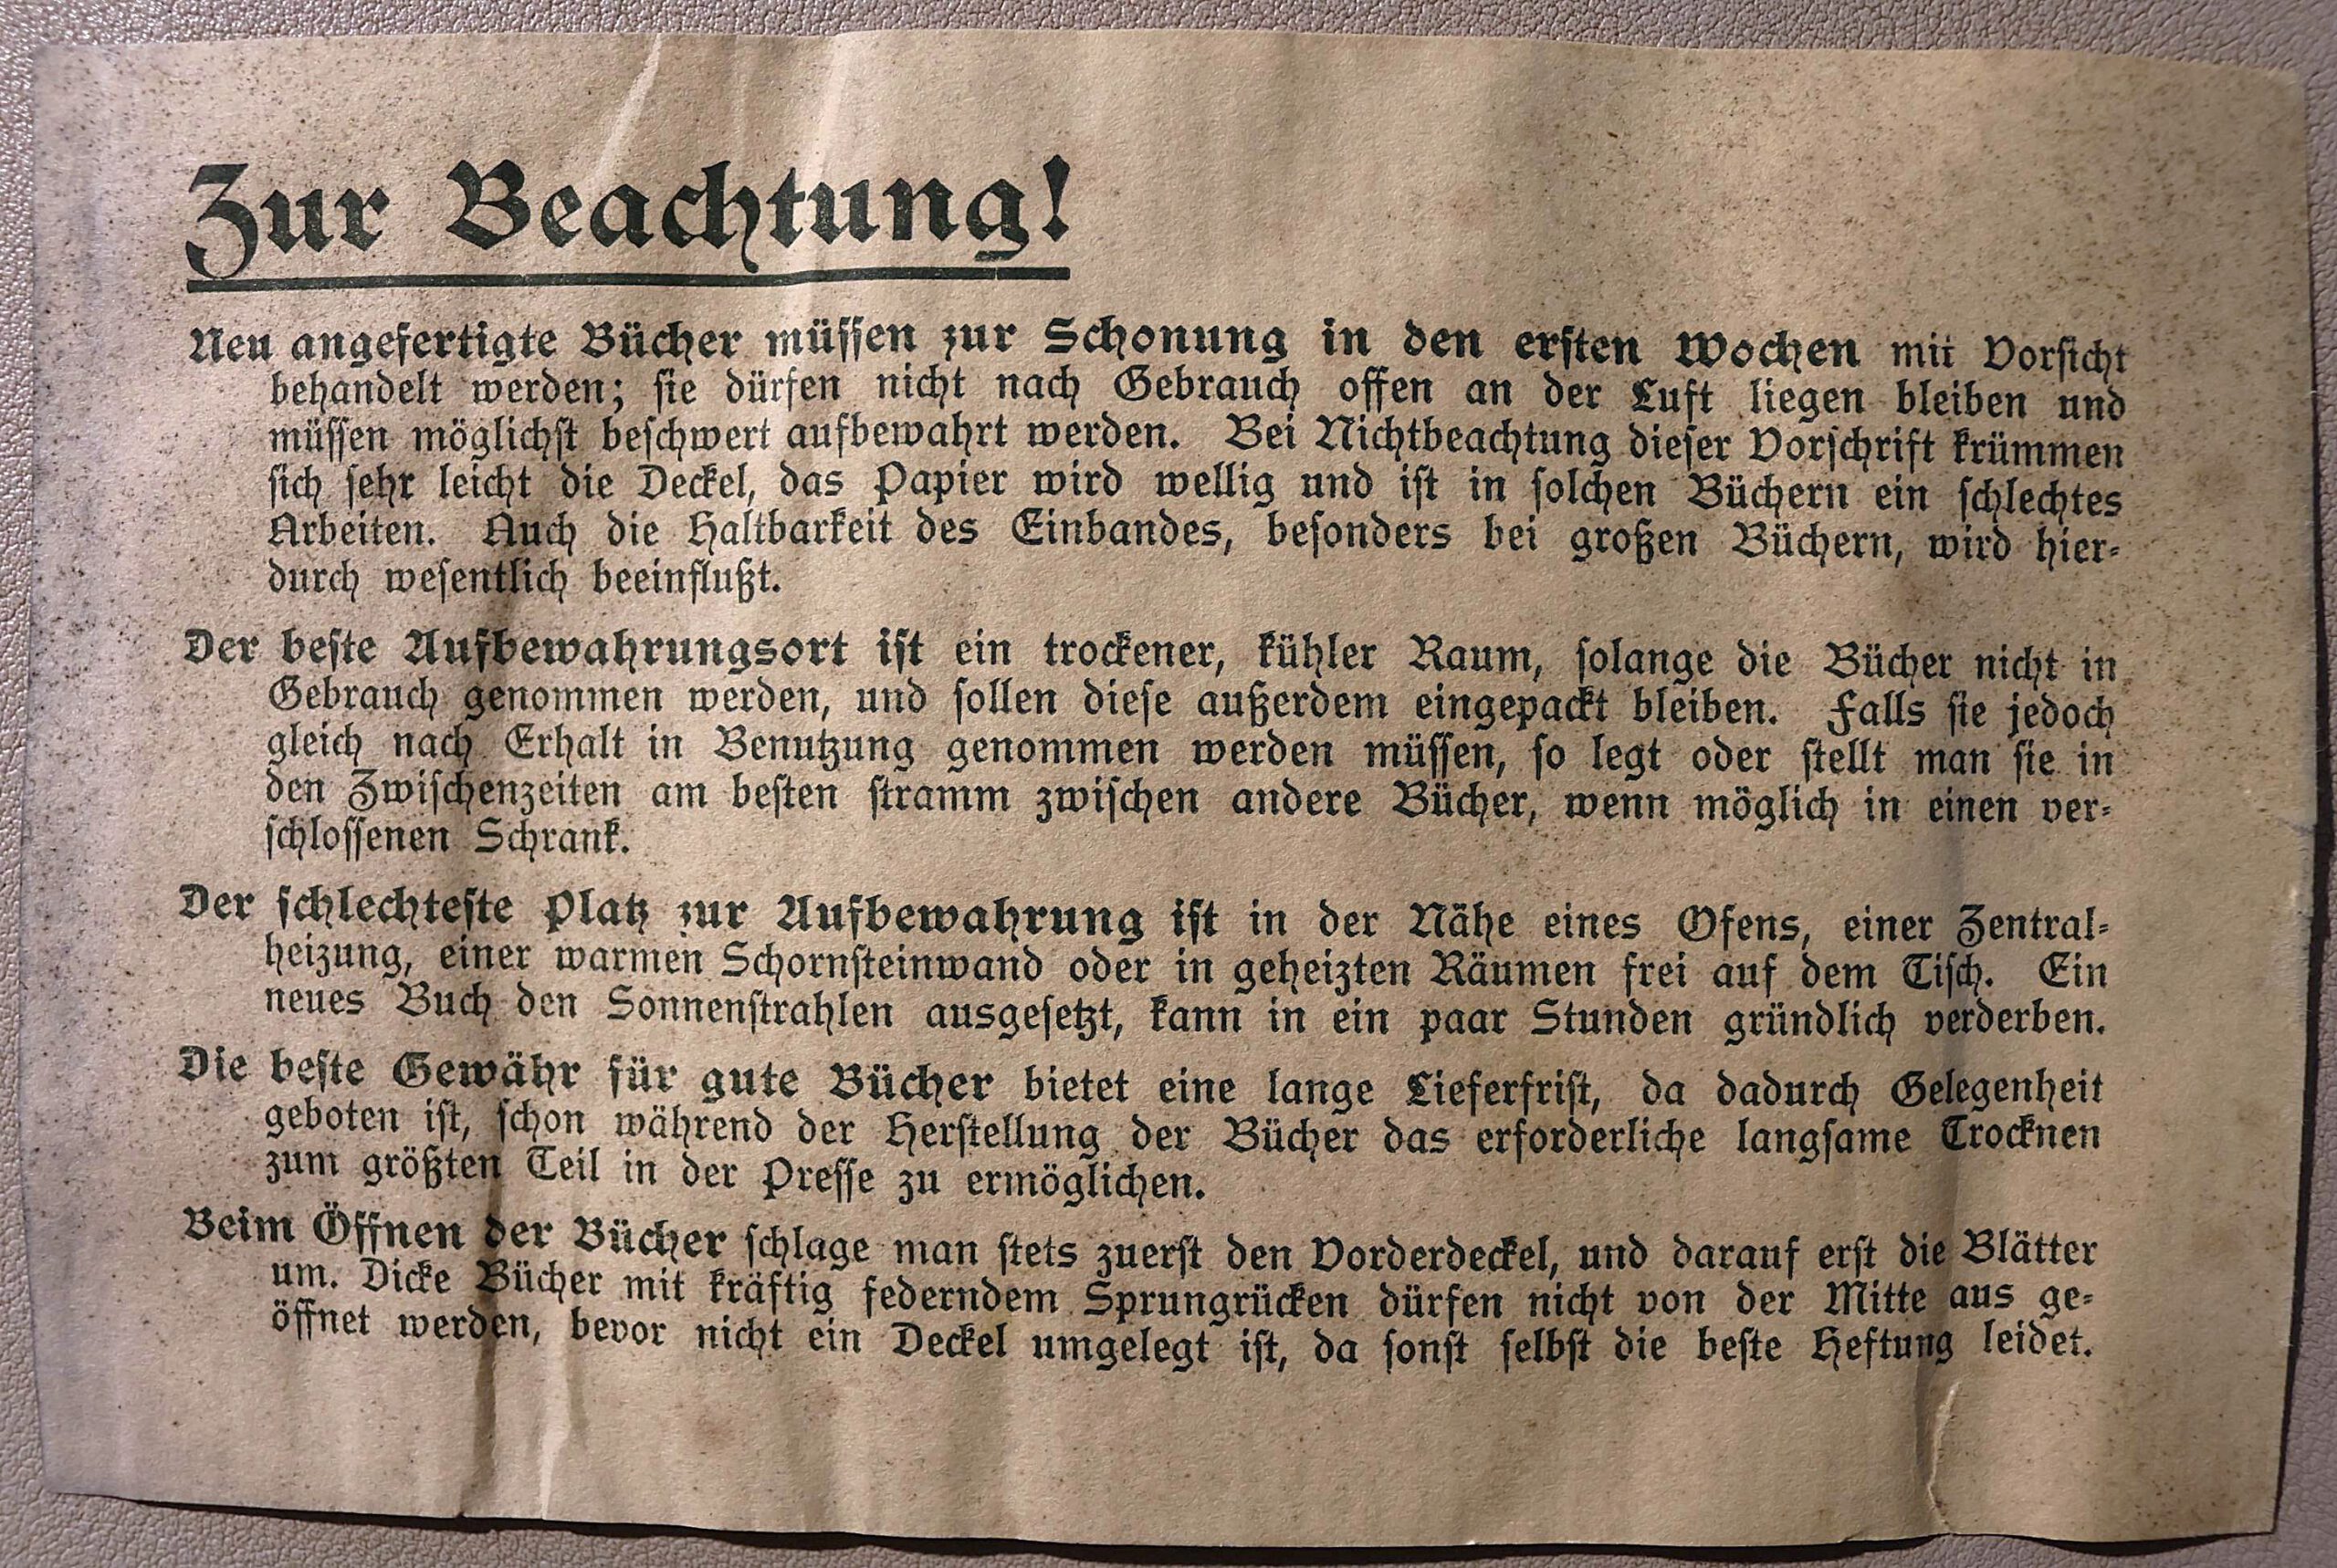 Zur Beachtung!
Neu angefertigte Bücher müssen zur Schonung in den ersten Wochen mit Vorsicht
behandelt werden; sie dürfen nicht nach Gebrauch offen an der Luft liegen bleiben und
müssen möglichst beschwert aufbewahrt werden. Bei Nichtbeachtung dieser Vorschrift krümmen
sich sehr leicht die Deckel, das Papier wird wellig und ist in solchen Büchern ein schlechtes
Arbeiten. Auch die Haltbarkeit des Einbandes, besonders bei großen Büchern, wird hier-
durch wesentlich beeinflußt.
Der beste Aufbewahrungsort ist ein trockener, kühler Raum, solange die Bücher nicht in
Gebrauch genommen werden, und sollen diese außerdem eingepackt bleiben. Falls sie jedoch
gleich nach Erhalt in Benutzung genommen werden müssen, so legt oder stellt man sie in
den Zwischenzeiten am besten stramm zwischen andere Bücher, wenn möglich in einen ver-
schlossenen Schrank.
Der schlechteste Platz zur Aufbewahrung ist in der Nähe eines Ofens, einer Zentral-
heizung, einer warmen Schornsteinwand oder in geheizten Räumen frei auf dem Tisch. Ein
neues Buch den Sonnenstrahlen ausgesetzt, kann in ein paar Stunden gründlich verderben.
Die beste Gewähr für gute Bücher bietet eine lange Lieferfrist, da dadurch Gelegenheit
geboten ist, schon während der Herstellung der Bücher das erforderliche langsame Trocknen
zum größten Teil in der Presse zu ermöglichen.
Beim Öffnen der Bücher schlage man stets zuerst den Vorderdeckel, und darauf erst die Blätter
um. Dicke Bücher mit kräftig federndem Sprungrücken dürfen nicht von der Mitte aus ge-
öffnet werden, bevor nicht ein Deckel umgelegt ist, da sonst selbst die beste Heftung leidet.